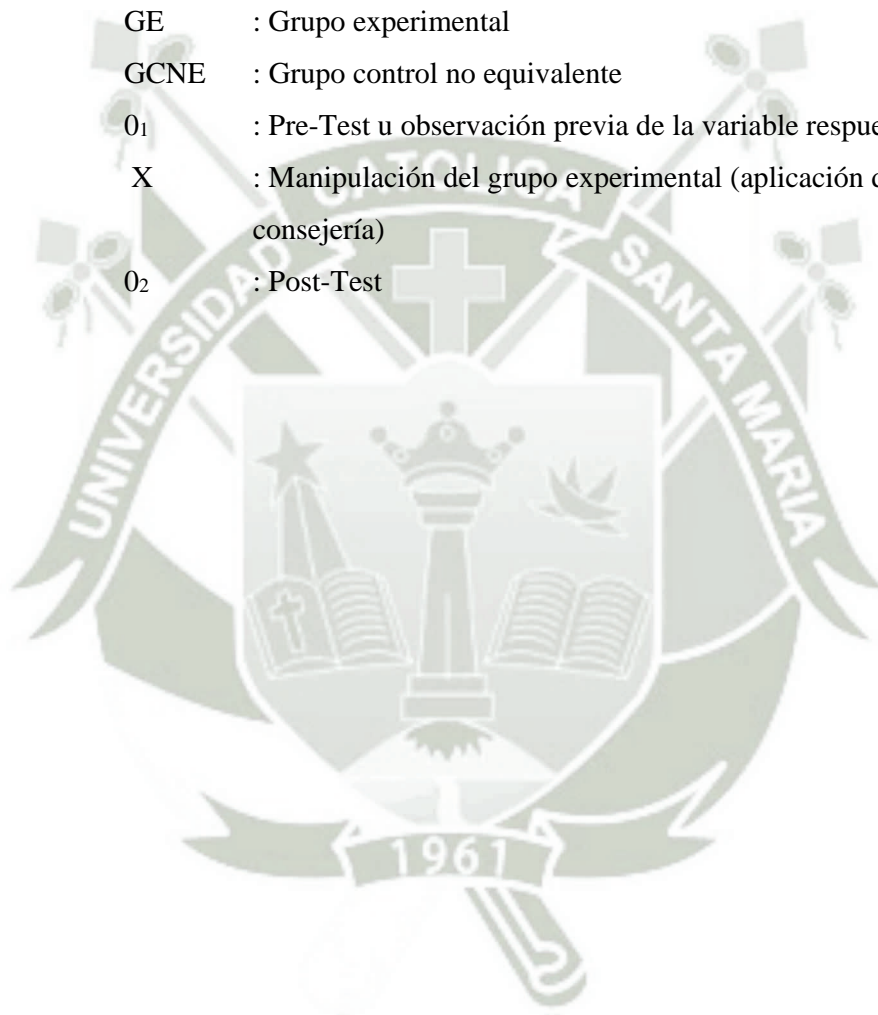 GE : Grupo experimental
GCNE : Grupo control no equivalente
0₁ : Pre-Test u observación previa de la variable
X : Manipulación del grupo experimental (aplicación
consejería)
0₂ : Post-Test
UNIVERSIDAD CATOLICA SANTA MARIA
1961